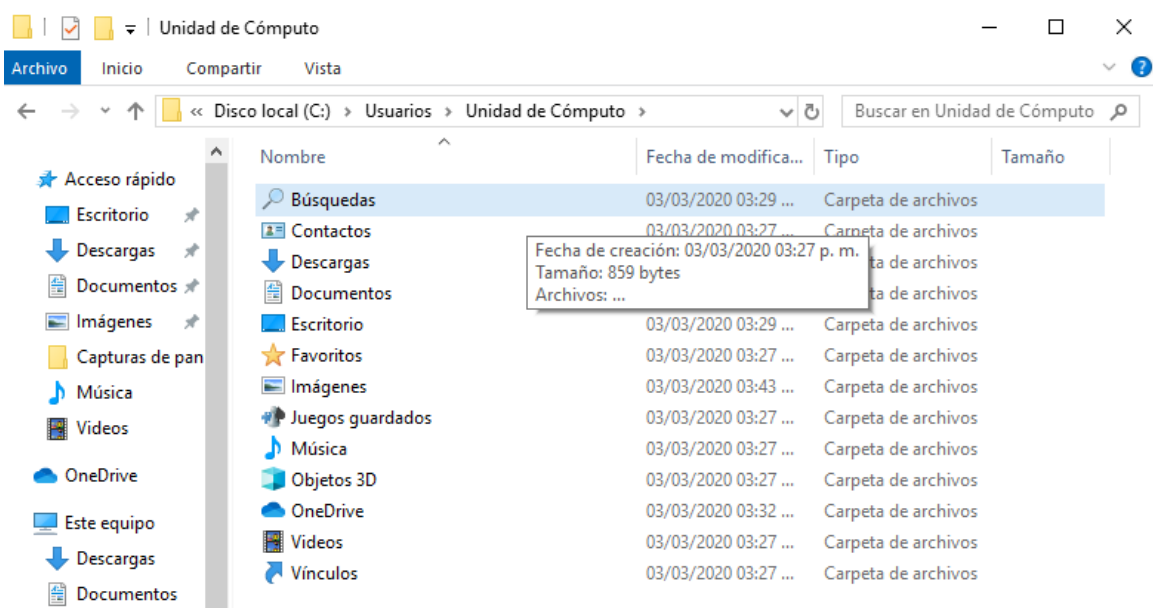 Unidad de Cómputo
Archivo Inicio Compartir Vista
« Disco local (C:) > Usuarios > Unidad de Cómputo > Buscar en Unidad de Cómputo
Acceso rápido
Escritorio
Descargas
Documentos
Imágenes
Capturas de pan
Música
Videos
OneDrive
Este equipo
Descargas
Documentos
Nombre Fecha de modifica... Tipo Tamaño
Búsquedas 03/03/2020 03:29 ... Carpeta de archivos
Contactos 03/03/2020 03:27 ... Carpeta de archivos
Descargas ta de archivos
Documentos ta de archivos
Fecha de creación: 03/03/2020 03:27 p. m.
Tamaño: 859 bytes
Archivos: ...
Escritorio 03/03/2020 03:29 ... Carpeta de archivos
Favoritos 03/03/2020 03:27 ... Carpeta de archivos
Imágenes 03/03/2020 03:43 ... Carpeta de archivos
Juegos guardados 03/03/2020 03:27 ... Carpeta de archivos
Música 03/03/2020 03:27 ... Carpeta de archivos
Objetos 3D 03/03/2020 03:27 ... Carpeta de archivos
OneDrive 03/03/2020 03:32 ... Carpeta de archivos
Videos 03/03/2020 03:27 ... Carpeta de archivos
Vínculos 03/03/2020 03:27 ... Carpeta de archivos